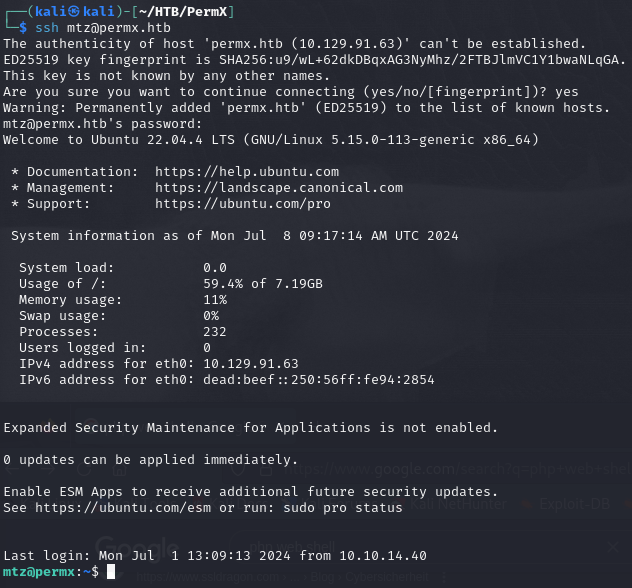 ┌──(kali㉿kali)-[~/HTB/PermX]
└─$ ssh mtz@permx.htb
The authenticity of host 'permx.htb (10.129.91.63)' can't be established.
ED25519 key fingerprint is SHA256:u9/wL+62dkDBqxAG3NyMhz/2FTBJlmVC1Y1bwaNLqGA.
This key is not known by any other names.
Are you sure you want to continue connecting (yes/no/[fingerprint])? yes
Warning: Permanently added 'permx.htb' (ED25519) to the list of known hosts.
mtz@permx.htb's password:
Welcome to Ubuntu 22.04.4 LTS (GNU/Linux 5.15.0-113-generic x86_64)
* Documentation:  https://help.ubuntu.com
* Management:     https://landscape.canonical.com
* Support:        https://ubuntu.com/pro
System information as of Mon Jul  8 09:17:14 AM UTC 2024
System load:           0.0
Usage of /:            59.4% of 7.19GB
Memory usage:          11%
Swap usage:            0%
Processes:             232
Users logged in:       0
IPv4 address for eth0: 10.129.91.63
IPv6 address for eth0: dead:beef::250:56ff:fe94:2854
Expanded Security Maintenance for Applications is not enabled.
0 updates can be applied immediately.
Enable ESM Apps to receive additional future security updates.
See https://ubuntu.com/esm or run: sudo pro status
Last login: Mon Jul  1 13:09:13 2024 from 10.10.14.40
mtz@permx:~$